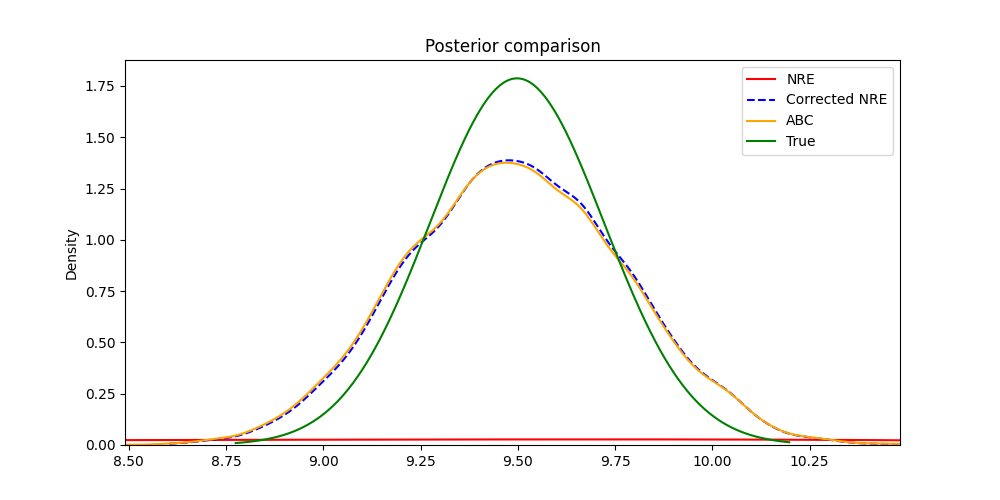 Posterior comparison
NRE
Corrected NRE
ABC
True
Density
1.75
1.50
1.25
1.00
0.75
0.50
0.25
0.00
8.50 8.75 9.00 9.25 9.50 9.75 10.00 10.25